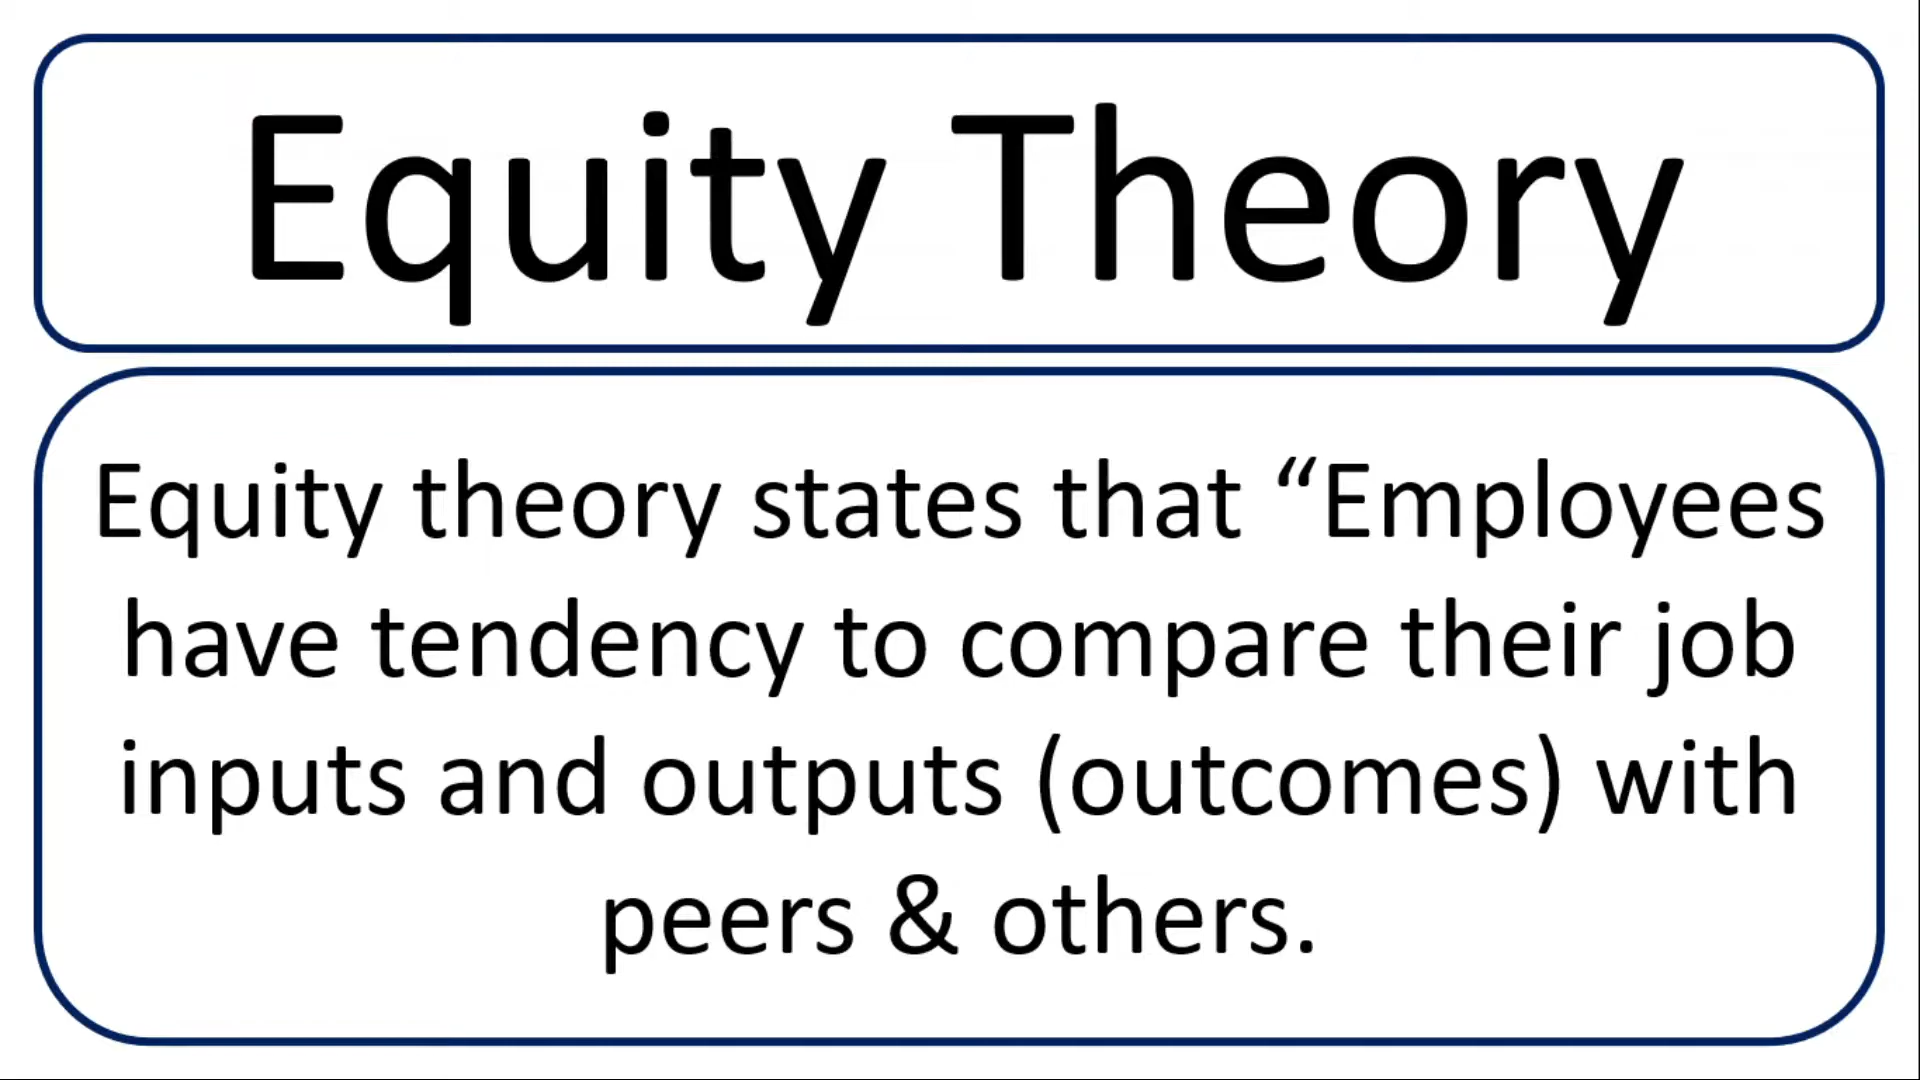 Equity Theory
Equity theory states that “Employees
have tendency to compare their job
inputs and outputs (outcomes) with
peers & others.